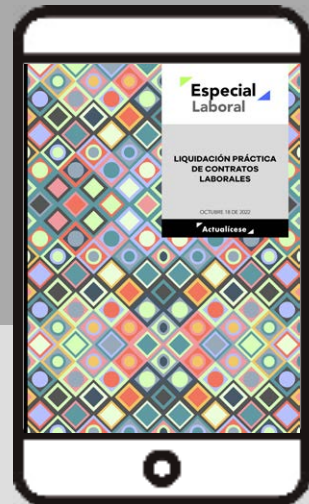 Especial
Laboral
LIQUIDACIÓN PRÁCTICA
DE CONTRATOS
LABORALES
OCTUBRE 18 DE 2022
Actualícese